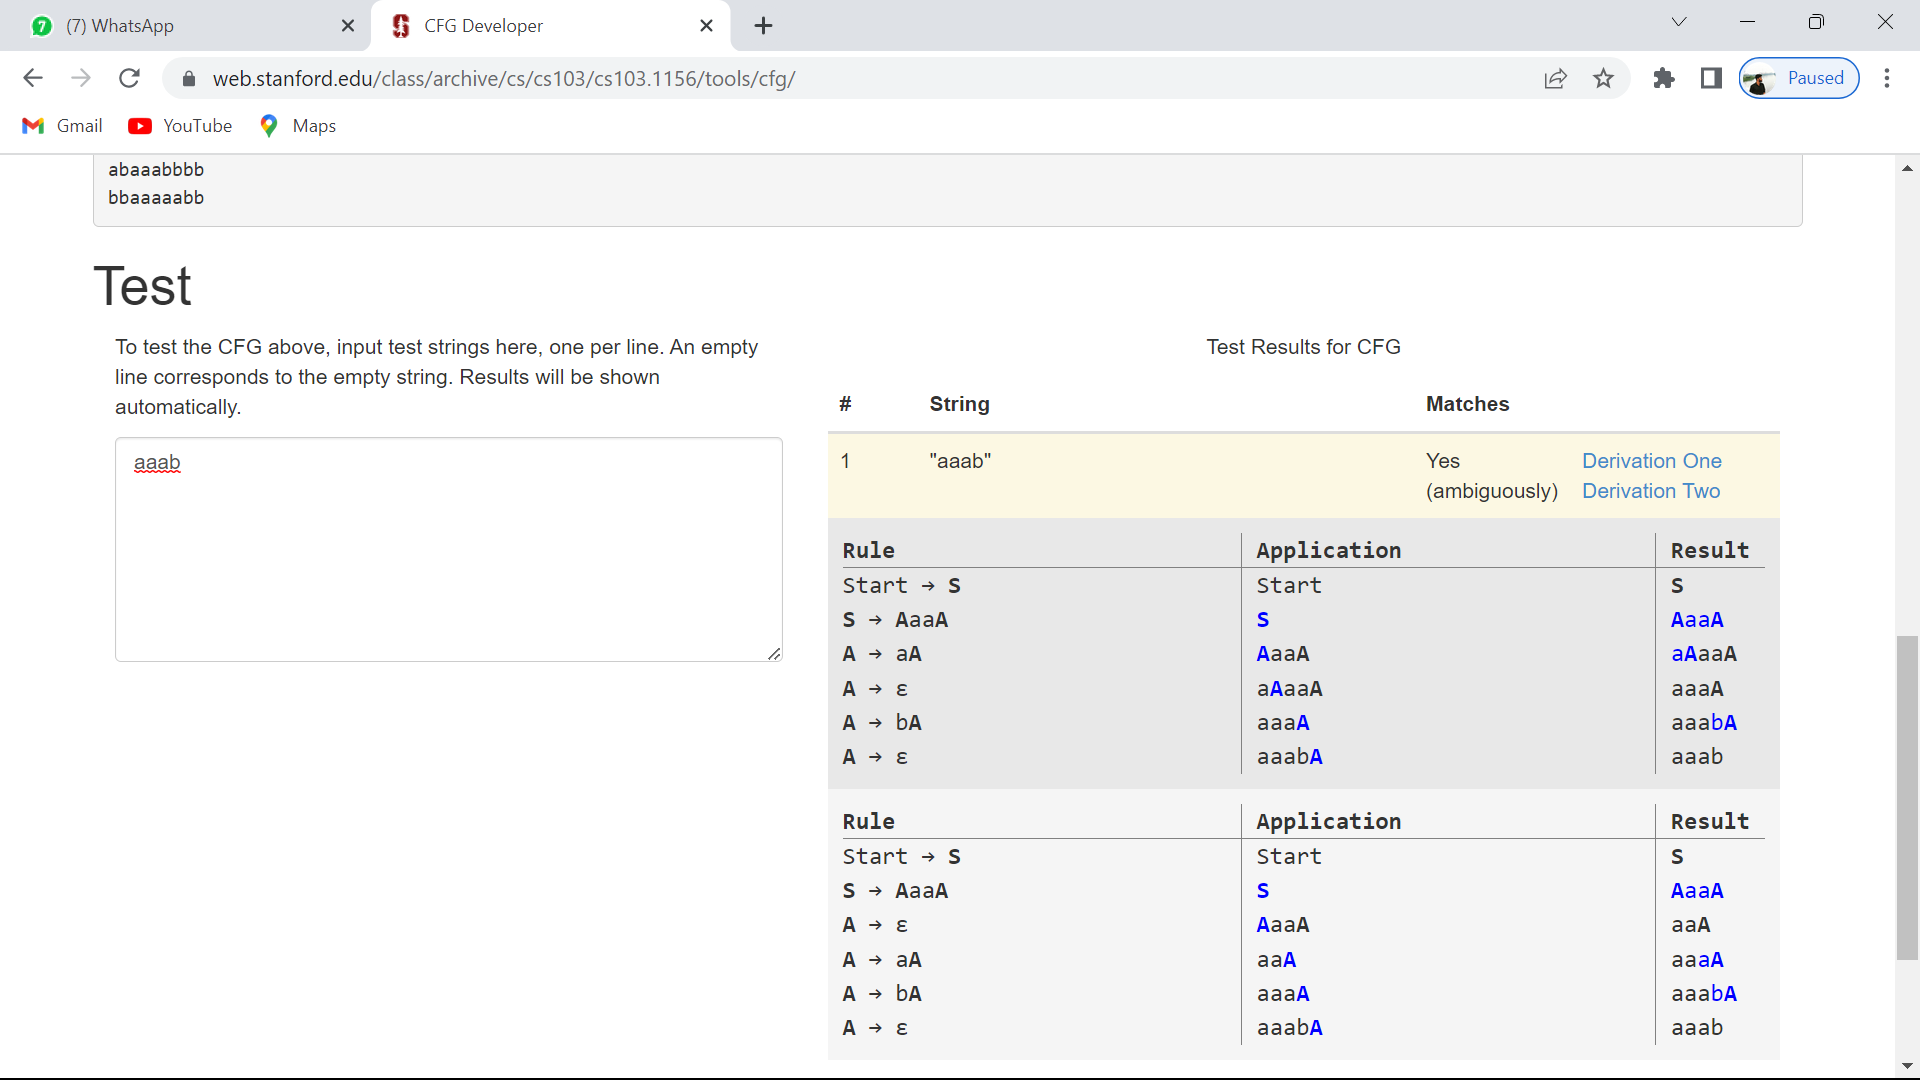 7 (7) WhatsApp
CFG Developer
web.stanford.edu/class/archive/cs/cs103/cs103.1156/tools/cfg/
Paused
Gmail
YouTube
Maps
abaaabbbb
bbaaaaabb
Test
To test the CFG above, input test strings here, one per line. An empty
line corresponds to the empty string. Results will be shown
automatically.
aaab
Test Results for CFG
# String Matches
1 "aaab" Yes Derivation One
(ambiguously) Derivation Two
Rule Application Result
Start → S Start S
S → AaaA S AaaA
A → aA AaaA aAaaA
A → ε aAaaA aaaA
A → bA aaaA aaabA
A → ε aaabA aaab
Rule Application Result
Start → S Start S
S → AaaA S AaaA
A → ε AaaA aaA
A → aA aaA aaaA
A → bA aaaA aaabA
A → ε aaabA aaab